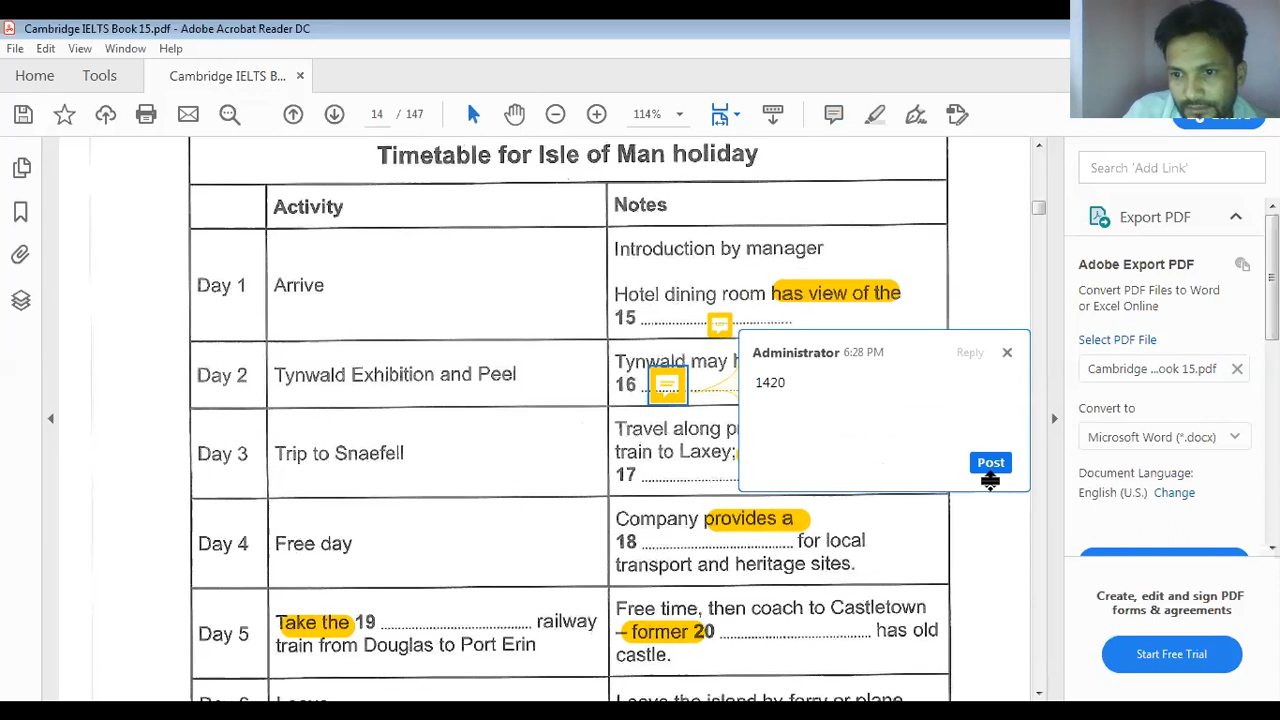 Cambridge IELTS Book 15.pdf - Adobe Acrobat Reader DC
File Edit View Window Help
Home Tools Cambridge IELTS B... ×
14 / 147 114%
Search 'Add Link'
Export PDF
Adobe Export PDF
Convert PDF Files to Word
or Excel Online
Select PDF File
Cambridge ...ook 15.pdf
Convert to
Microsoft Word (*.docx)
Document Language:
English (U.S.) Change
Create, edit and sign PDF
forms & agreements
Start Free Trial
Timetable for Isle of Man holiday
Activity Notes
Day 1 Arrive
Introduction by manager
Hotel dining room has view of the
15 ........................................
Day 2 Tynwald Exhibition and Peel
Tynwald may h
16
Day 3 Trip to Snaefell
Travel along p
train to Laxey;
17 ........................
Day 4 Free day
Company provides a
18 ........................................ for local
transport and heritage sites.
Day 5 Take the 19 ........................................ railway
train from Douglas to Port Erin
Free time, then coach to Castletown
– former 20 ........................................ has old
castle.
Leave the island by ferry or plane
Administrator 6:28 PM Reply ×
1420
Post